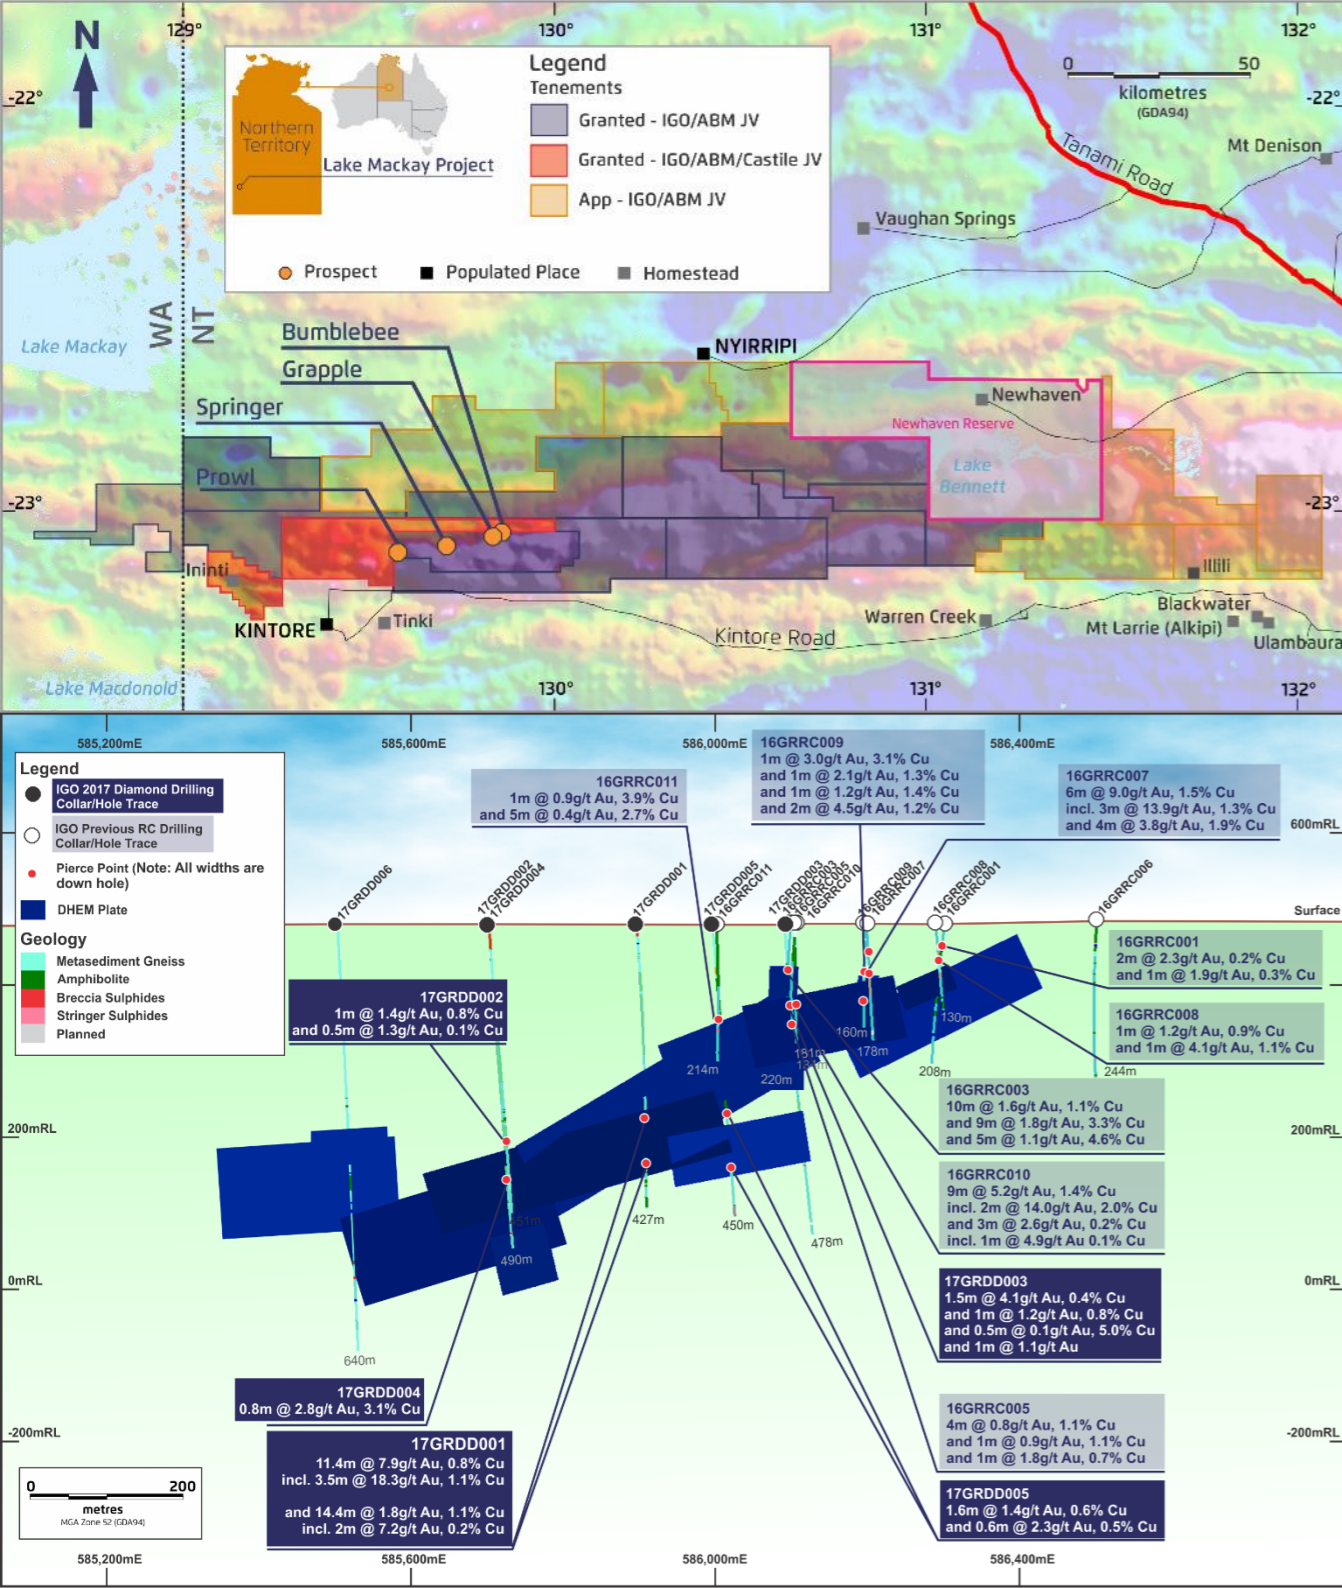 129°
130°
131°
132°
N
-22°
-22°
Northern
Territory
Lake Mackay Project
Legend
Tenements
Granted - IGO/ABM JV
Granted - IGO/ABM/Castile JV
App - IGO/ABM JV
Prospect
Populated Place
Homestead
0
50
kilometres
(GDA94)
Mt Denison
Tanami Road
Vaughan Springs
WA
NT
Lake Mackay
Bumblebee
Grapple
Springer
Prowl
NYIRRIPI
Newhaven
Newhaven Reserve
Lake
Bennett
-23°
-23°
Ininti
Illili
KINTORE
Tinki
Kintore Road
Warren Creek
Blackwater
Mt Larrie (Alkipi)
Ulambaura
Lake Macdonold
130°
131°
132°
585,200mE
585,600mE
586,000mE
586,400mE
Legend
IGO 2017 Diamond Drilling
Collar/Hole Trace
IGO Previous RC Drilling
Collar/Hole Trace
Pierce Point (Note: All widths are
down hole)
DHEM Plate
Geology
Metasediment Gneiss
Amphibolite
Breccia Sulphides
Stringer Sulphides
Planned
16GRRC011
1m @ 0.9g/t Au, 3.9% Cu
and 5m @ 0.4g/t Au, 2.7% Cu
16GRRC009
1m @ 3.0g/t Au, 3.1% Cu
and 1m @ 2.1g/t Au, 1.3% Cu
and 1m @ 1.2g/t Au, 1.4% Cu
and 2m @ 4.5g/t Au, 1.2% Cu
16GRRC007
6m @ 9.0g/t Au, 1.5% Cu
incl. 3m @ 13.9g/t Au, 1.3% Cu
and 4m @ 3.8g/t Au, 1.9% Cu
600mRL
17GRDD006
17GRDD002
17GRDD004
17GRDD001
17GRDD005
16GRRC011
17GRDD003
16GRRC003
16GRRC005
16GRRC010
16GRRC009
16GRRC007
16GRRC008
16GRRC001
16GRRC006
Surface
16GRRC001
2m @ 2.3g/t Au, 0.2% Cu
and 1m @ 1.9g/t Au, 0.3% Cu
17GRDD002
1m @ 1.4g/t Au, 0.8% Cu
and 0.5m @ 1.3g/t Au, 0.1% Cu
16GRRC008
1m @ 1.2g/t Au, 0.9% Cu
and 1m @ 4.1g/t Au, 1.1% Cu
130m
160m
178m
181m
214m
220m
208m
244m
16GRRC003
10m @ 1.6g/t Au, 1.1% Cu
and 9m @ 1.8g/t Au, 3.3% Cu
and 5m @ 1.1g/t Au, 4.6% Cu
200mRL
200mRL
16GRRC010
9m @ 5.2g/t Au, 1.4% Cu
incl. 2m @ 14.0g/t Au, 2.0% Cu
and 3m @ 2.6g/t Au, 0.2% Cu
incl. 1m @ 4.9g/t Au 0.1% Cu
427m
450m
478m
490m
0mRL
0mRL
17GRDD003
1.5m @ 4.1g/t Au, 0.4% Cu
and 1m @ 1.2g/t Au, 0.8% Cu
and 0.5m @ 0.1g/t Au, 5.0% Cu
and 1m @ 1.1g/t Au
640m
17GRDD004
0.8m @ 2.8g/t Au, 3.1% Cu
16GRRC005
4m @ 0.8g/t Au, 1.1% Cu
and 1m @ 0.9g/t Au, 1.1% Cu
and 1m @ 1.8g/t Au, 0.7% Cu
-200mRL
-200mRL
17GRDD001
11.4m @ 7.9g/t Au, 0.8% Cu
incl. 3.5m @ 18.3g/t Au, 1.1% Cu
and 14.4m @ 1.8g/t Au, 1.1% Cu
incl. 2m @ 7.2g/t Au, 0.2% Cu
17GRDD005
1.6m @ 1.4g/t Au, 0.6% Cu
and 0.6m @ 2.3g/t Au, 0.5% Cu
0
200
metres
MGA Zone 52 (GDA94)
585,200mE
585,600mE
586,000mE
586,400mE